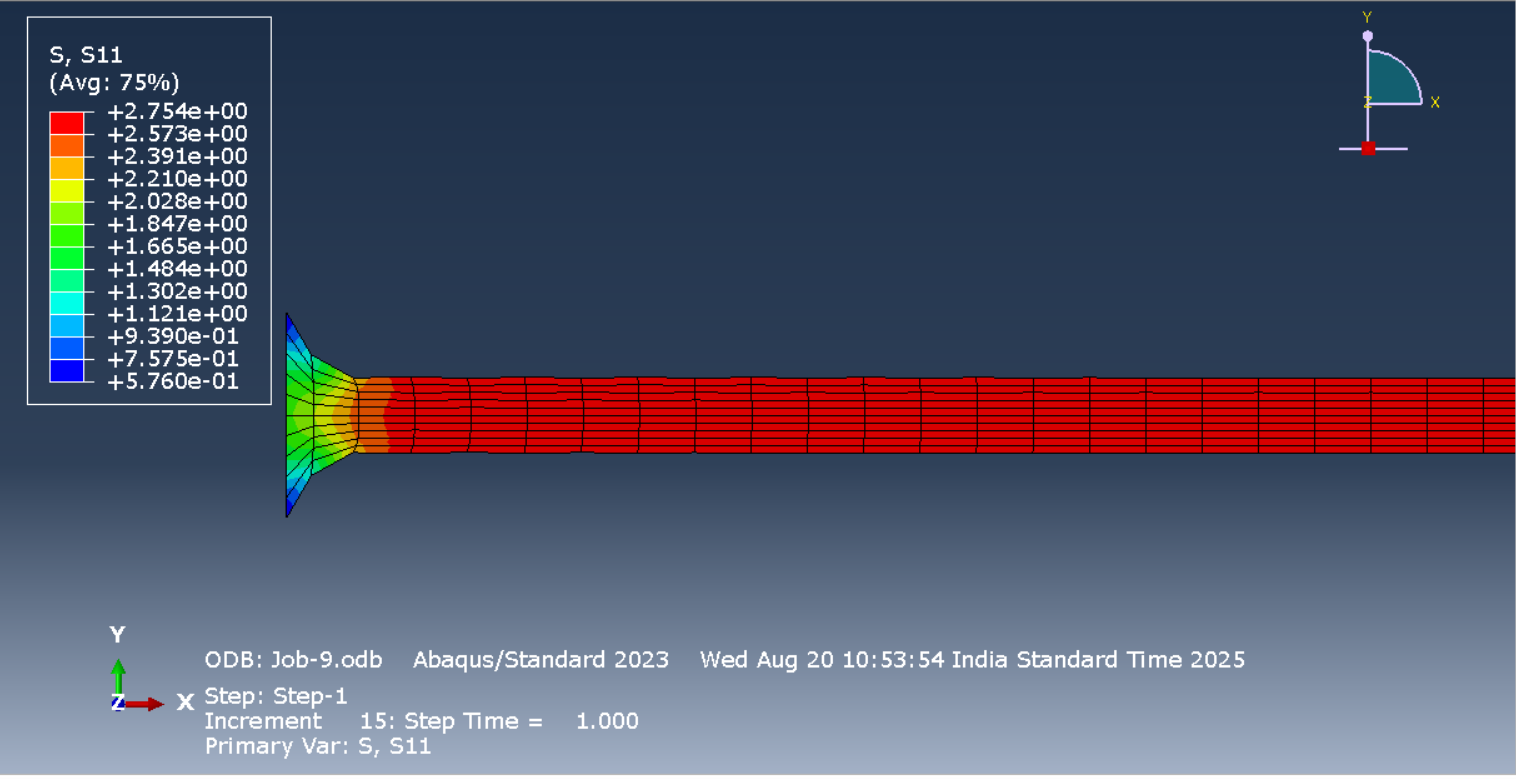 S, S11
(Avg: 75%)
+2.754e+00
+2.573e+00
+2.391e+00
+2.210e+00
+2.028e+00
+1.847e+00
+1.665e+00
+1.484e+00
+1.302e+00
+1.121e+00
+9.390e-01
+7.575e-01
+5.760e-01
Y
Z X
Y
Z X
ODB: Job-9.odb Abaqus/Standard 2023 Wed Aug 20 10:53:54 India Standard Time 2025
Step: Step-1
Increment 15: Step Time = 1.000
Primary Var: S, S11